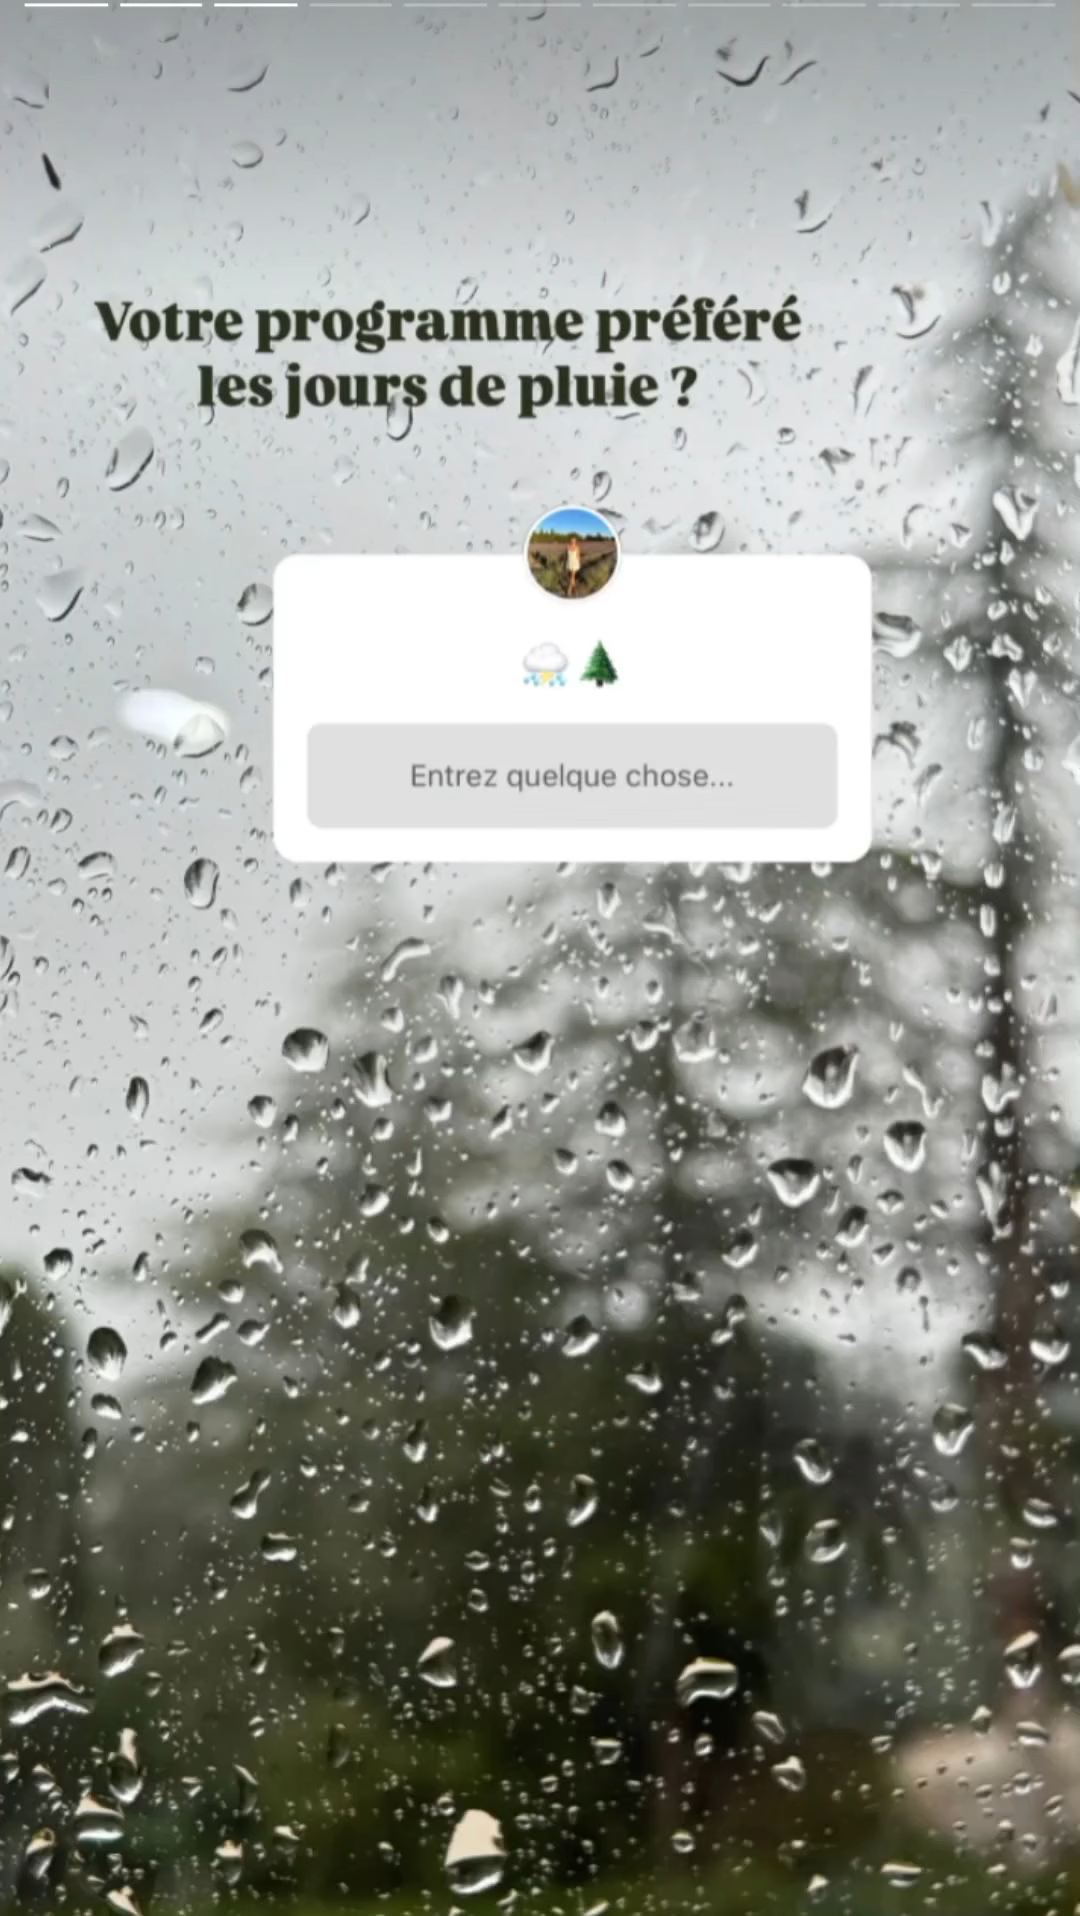 Votre programme préféré
les jours de pluie ?
🌧️🌲
Entrez quelque chose...